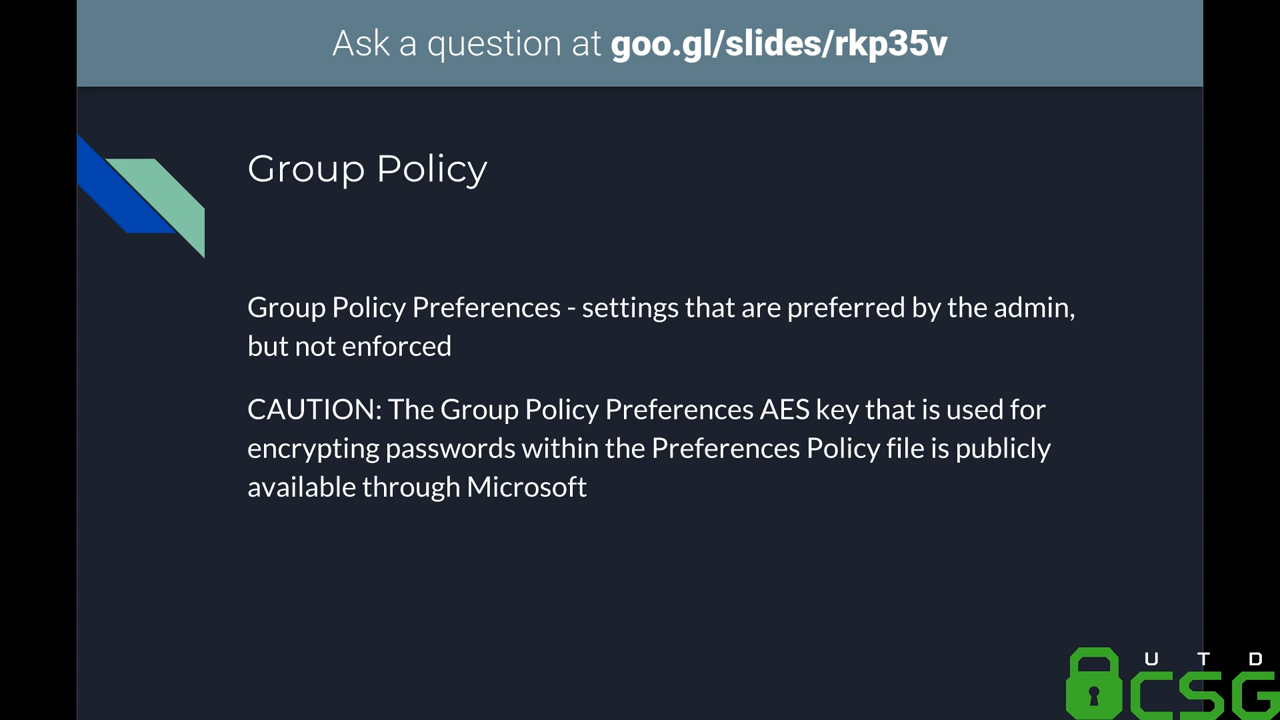 Ask a question at goo.gl/slides/rkp35v
Group Policy
Group Policy Preferences - settings that are preferred by the admin,
but not enforced
CAUTION: The Group Policy Preferences AES key that is used for
encrypting passwords within the Preferences Policy file is publicly
available through Microsoft
UTD
CSG